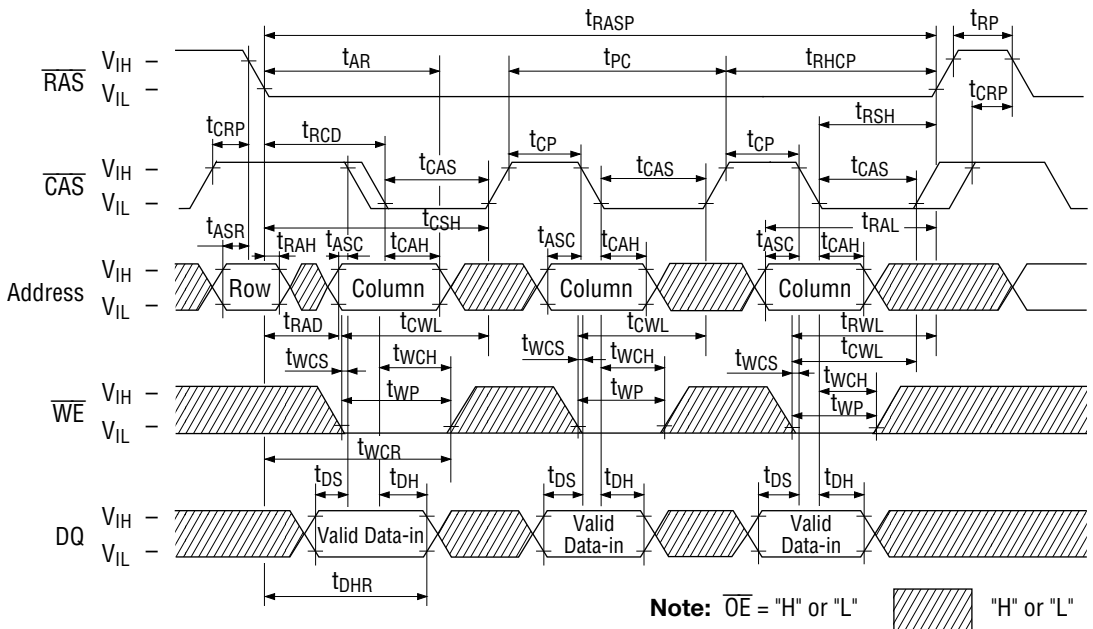 tRASP
tRP
tAR
tPC
tRHCP
RAS
VIH –
VIL –
tCRP
tRCD
tCP
tCP
tRSH
tCRP
CAS
VIH –
VIL –
tCAS
tCAS
tCAS
tASR
tRAH
tASC
tCSH
tCAH
tASC
tCAH
tASC
tRAL
tCAH
Address
VIH –
VIL –
Row
Column
Column
Column
tRAD
tCWL
tCWL
tRWL
tWCS
tWCH
tWCS
tWCH
tWCS
tCWL
tWCH
WE
VIH –
VIL –
tWP
tWP
tWP
tWCR
tDS
tDH
tDS
tDH
tDS
tDH
DQ
VIH –
VIL –
Valid Data-in
Valid
Data-in
Valid
Data-in
tDHR
Note: OE = "H" or "L"
"H" or "L"